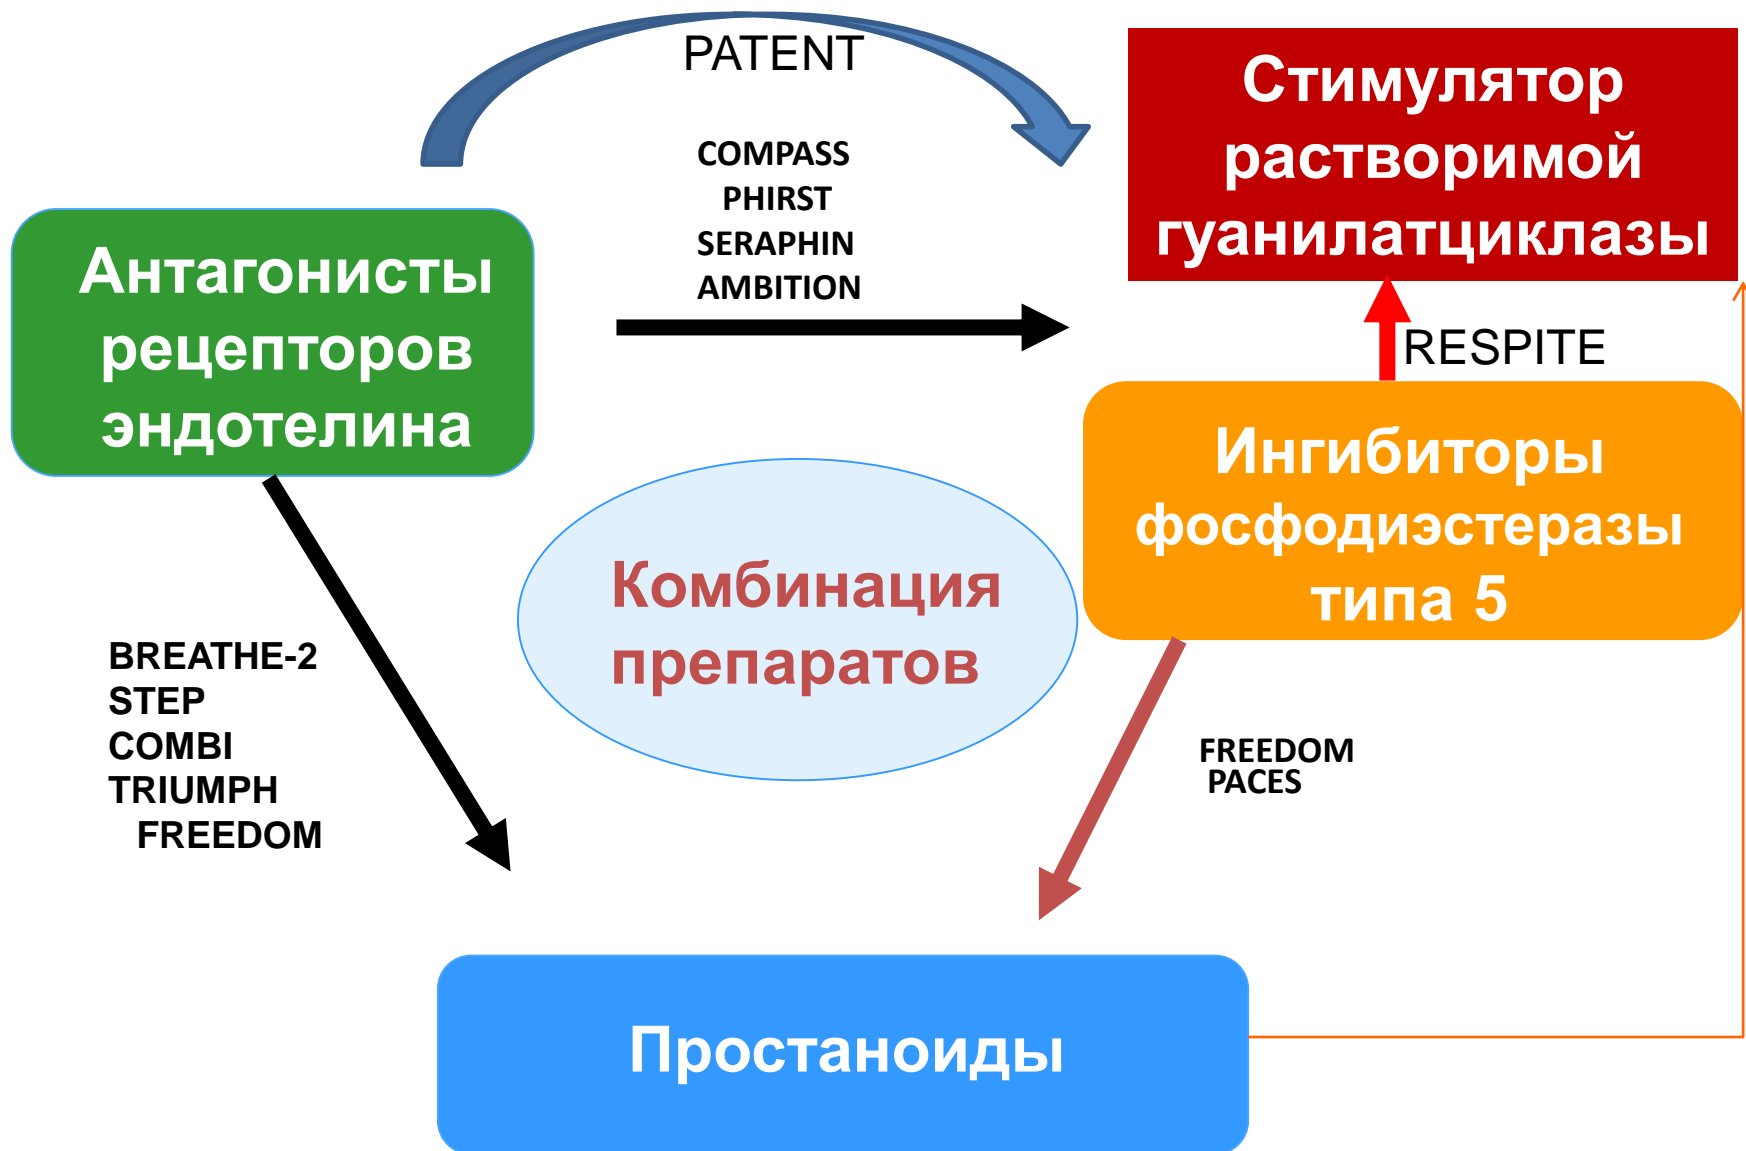 PATENT
COMPASS
PHIRST
SERAPHIN
AMBITION
Стимулятор
растворимой
гуанилатциклазы
Антагонисты
рецепторов
эндотелина
RESPITE
Ингибиторы
фосфодиэстеразы
типа 5
Комбинация
препаратов
BREATHE-2
STEP
COMBI
TRIUMPH
FREEDOM
FREEDOM
PACES
Простаноиды